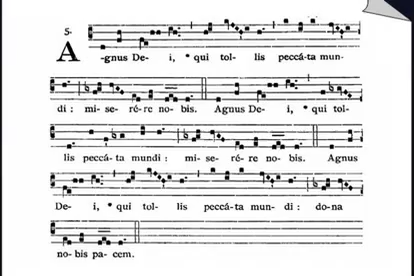 5.
A -gnus De- i, * qui tol- lis peccá-ta mun-
di : mi- se- ré-re no- bis. Agnus De- i, * qui tol-
lis peccá- ta mundi : mi- se- ré- re no- bis. Agnus
De- i, * qui tol- lis peccá-ta mun- di : do-na
no- bis pa- cem.